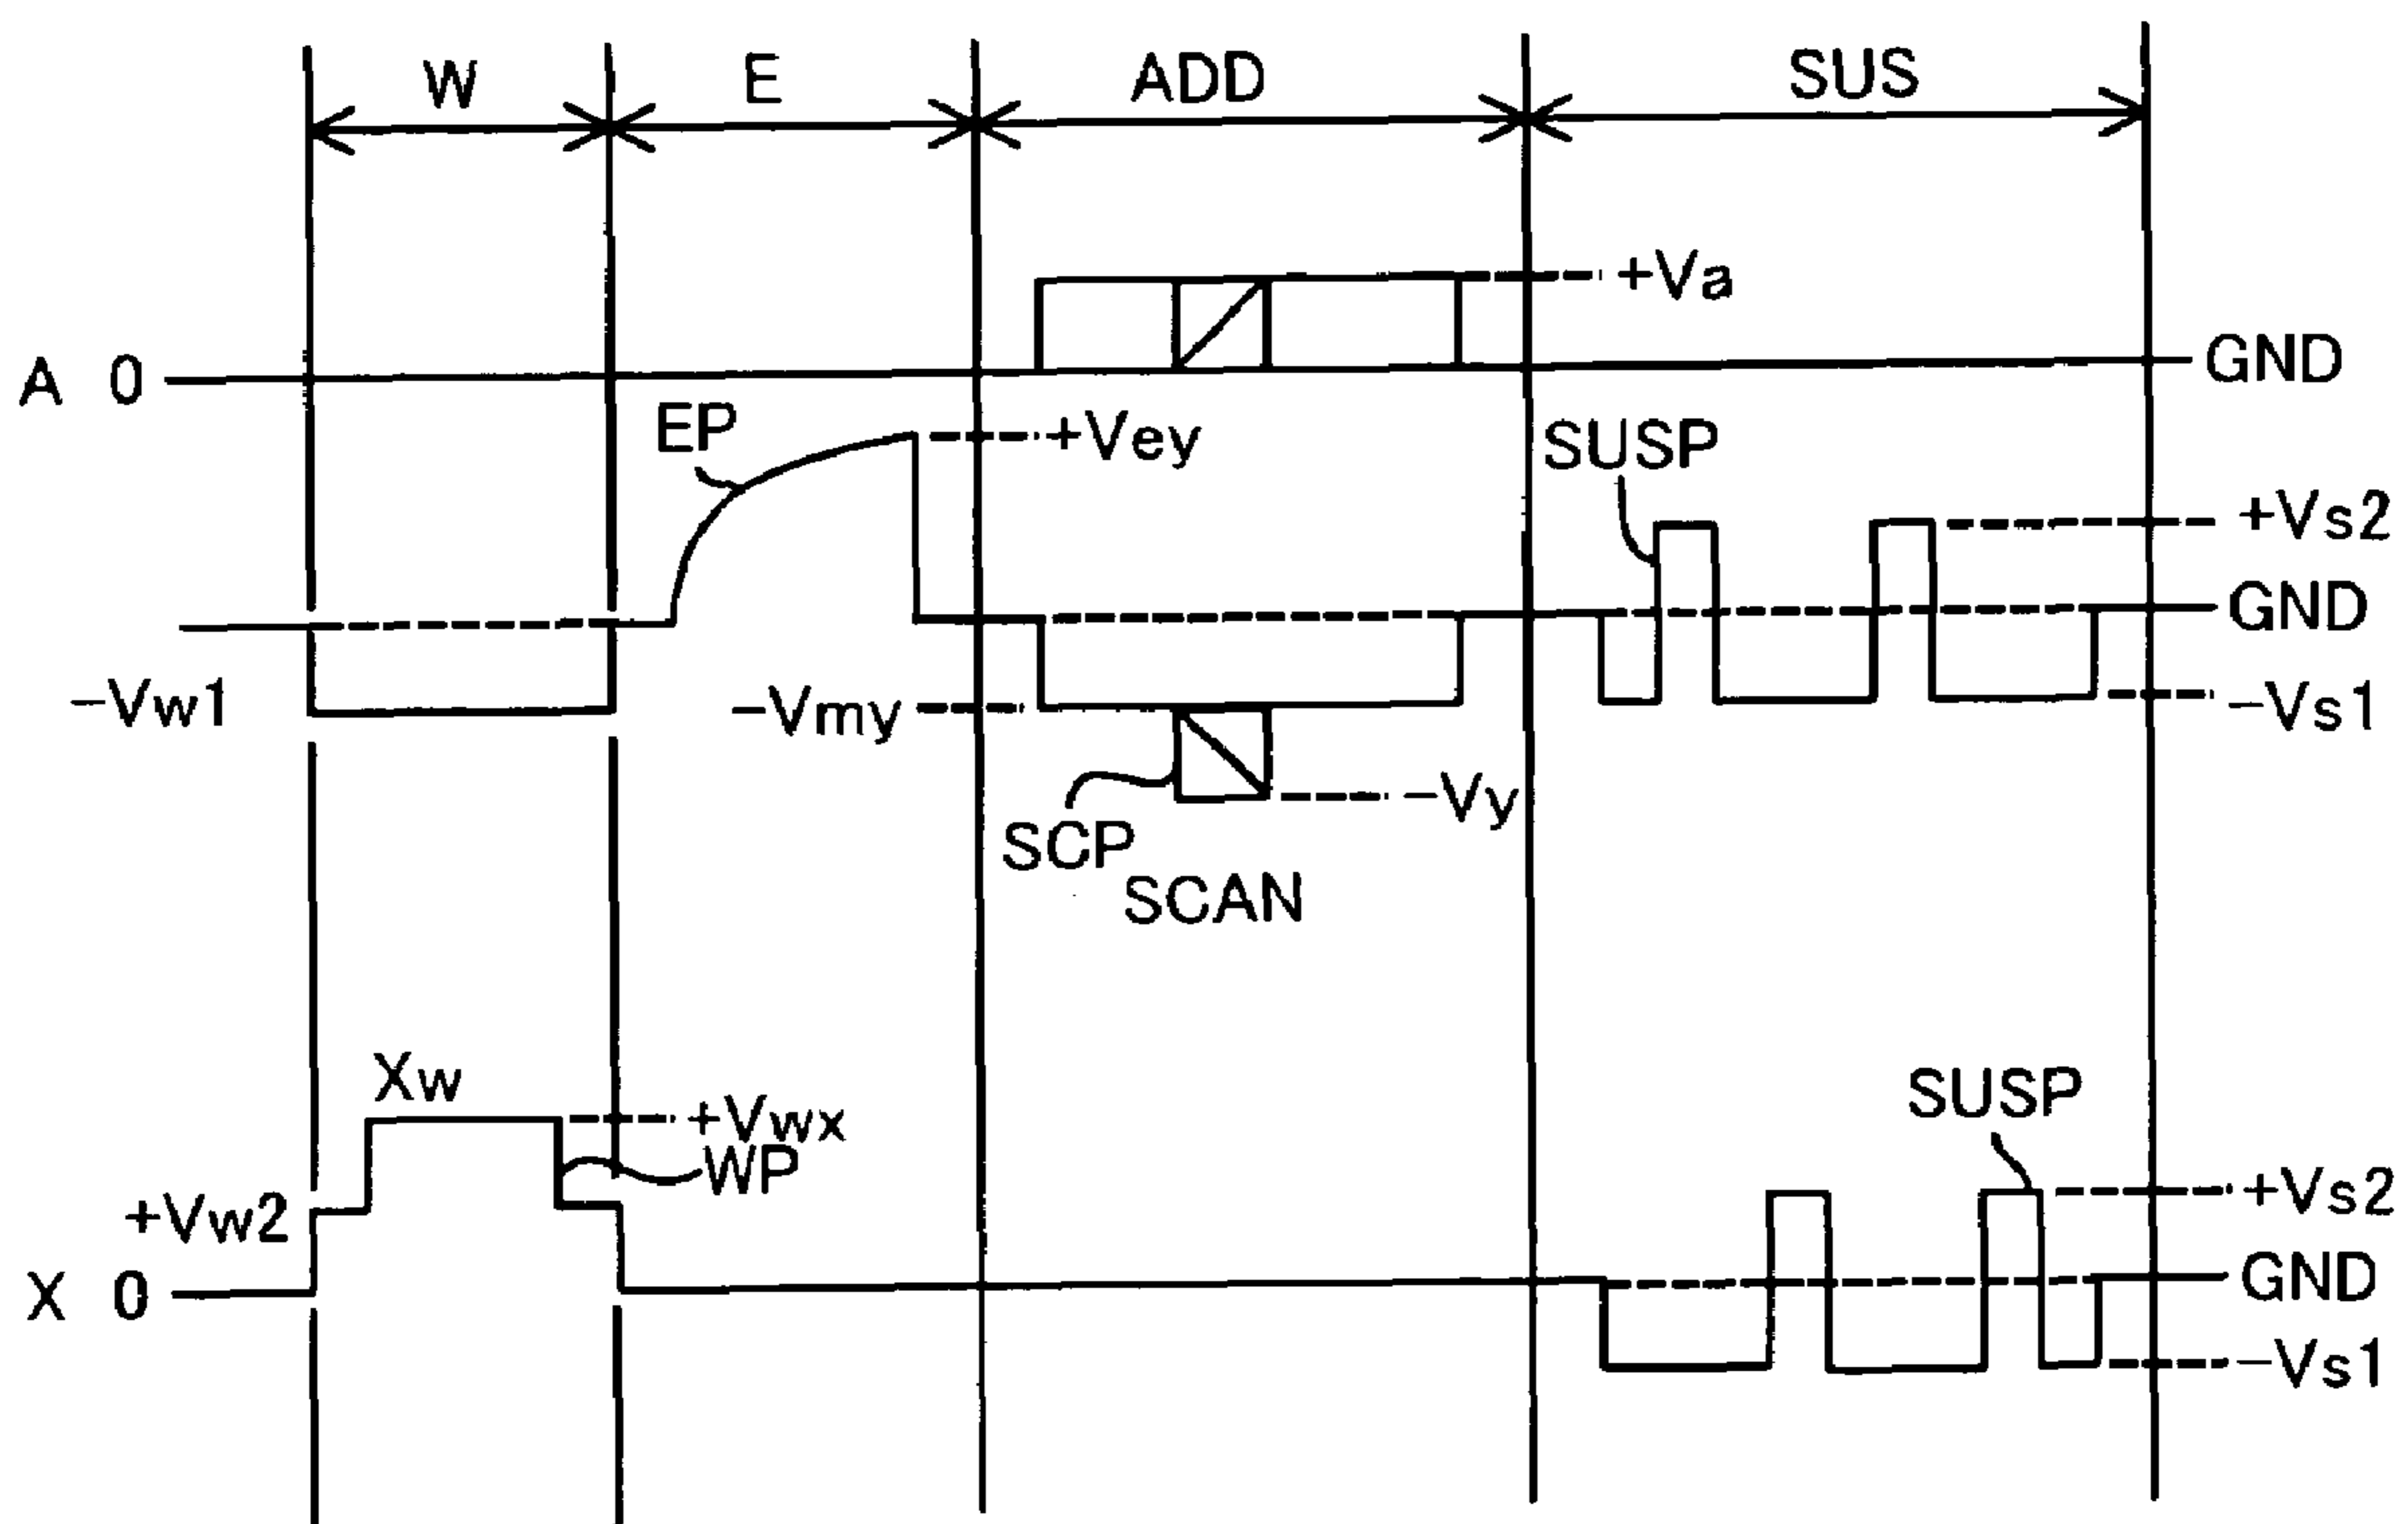 W E ADD SUS
+Va
A 0 GND
EP +Vey SUSP
+Vs2
GND
-Vw1 -Vmy -Vs1
-Vy
SCP
SCAN
Xw
+Vwx SUSP
WP
+Vw2 +Vs2
X 0 GND
-Vs1